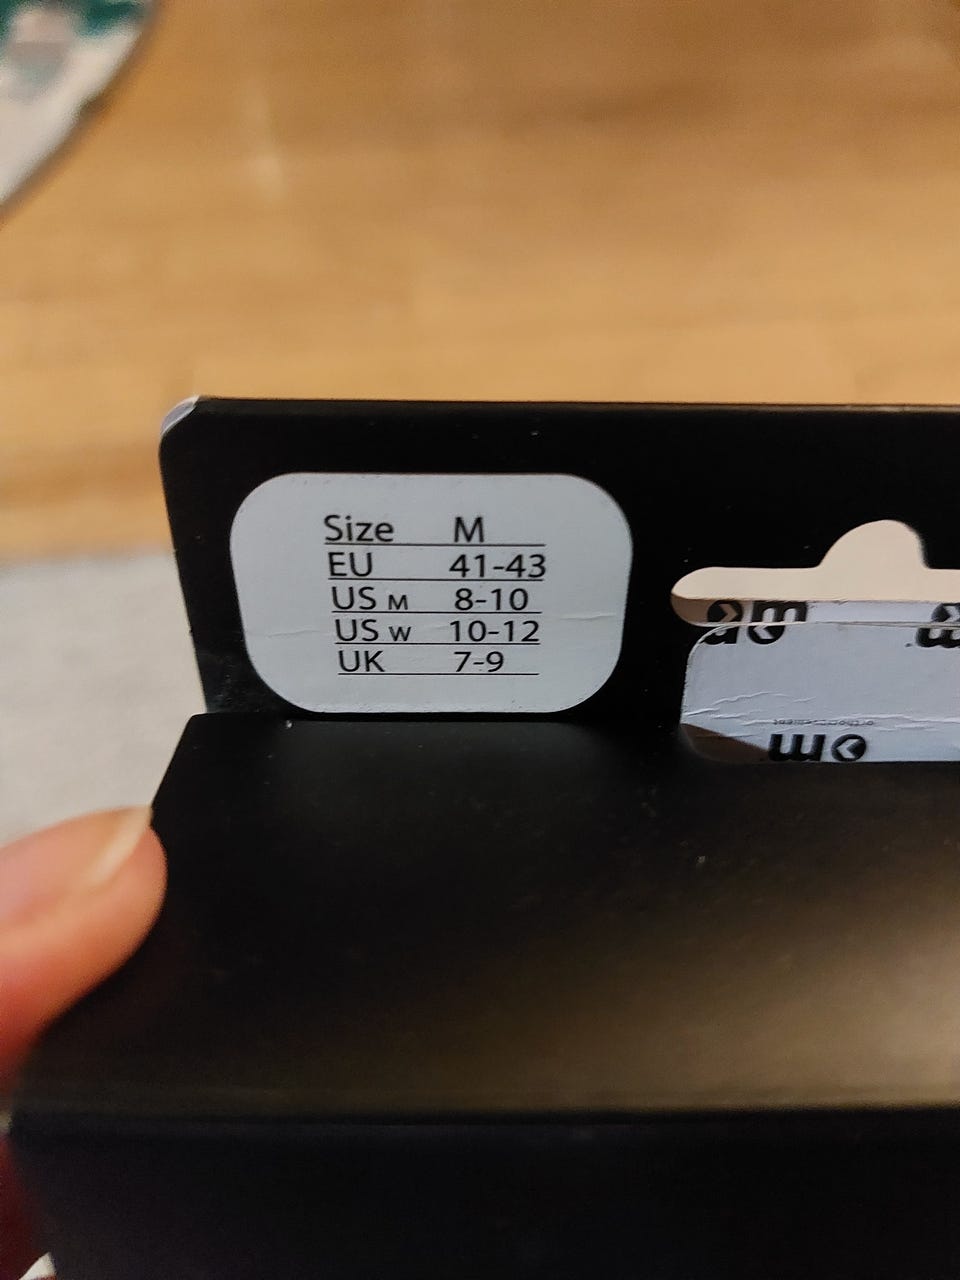 Size M
EU 41-43
US M 8-10
US W 10-12
UK 7-9